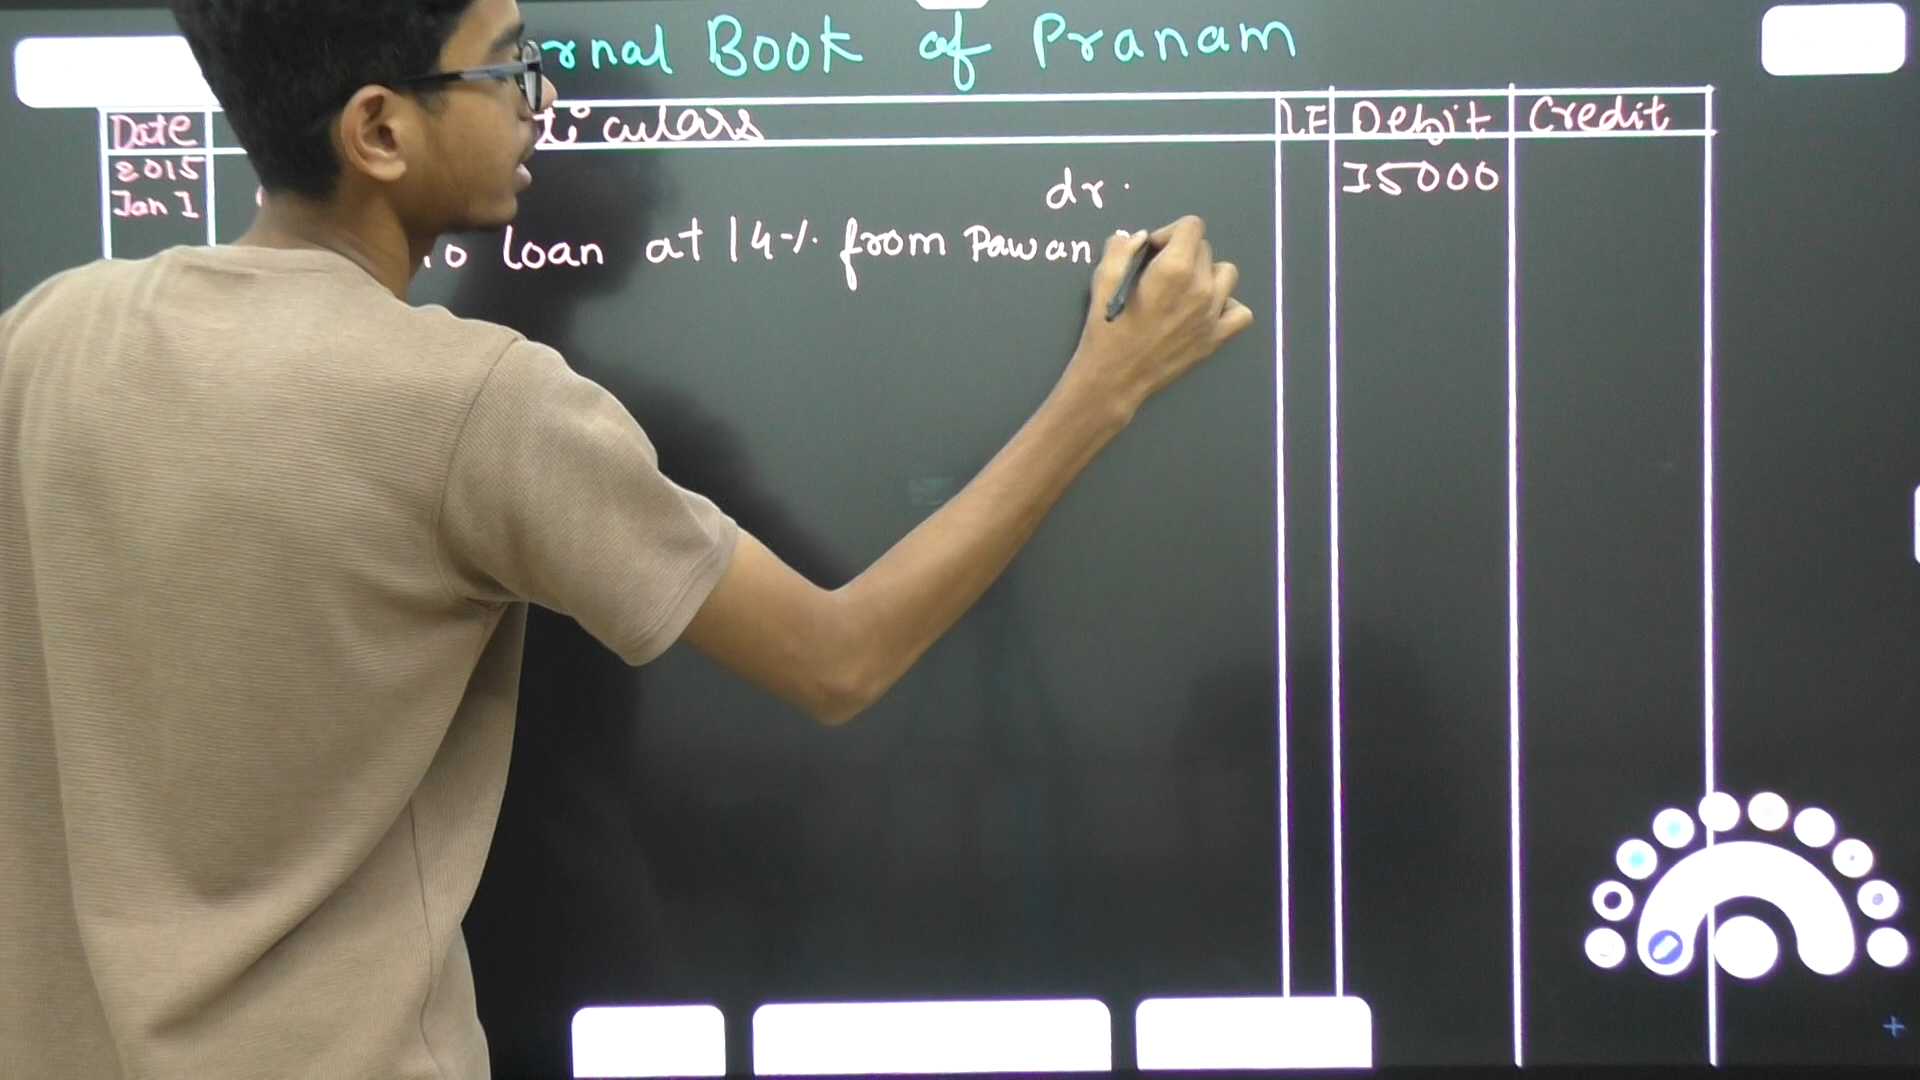 rnal Book of Pranam
Date ticulars LF Debit Credit
2015
Jan 1 dr. 15000
To loan at 14% from Pawan